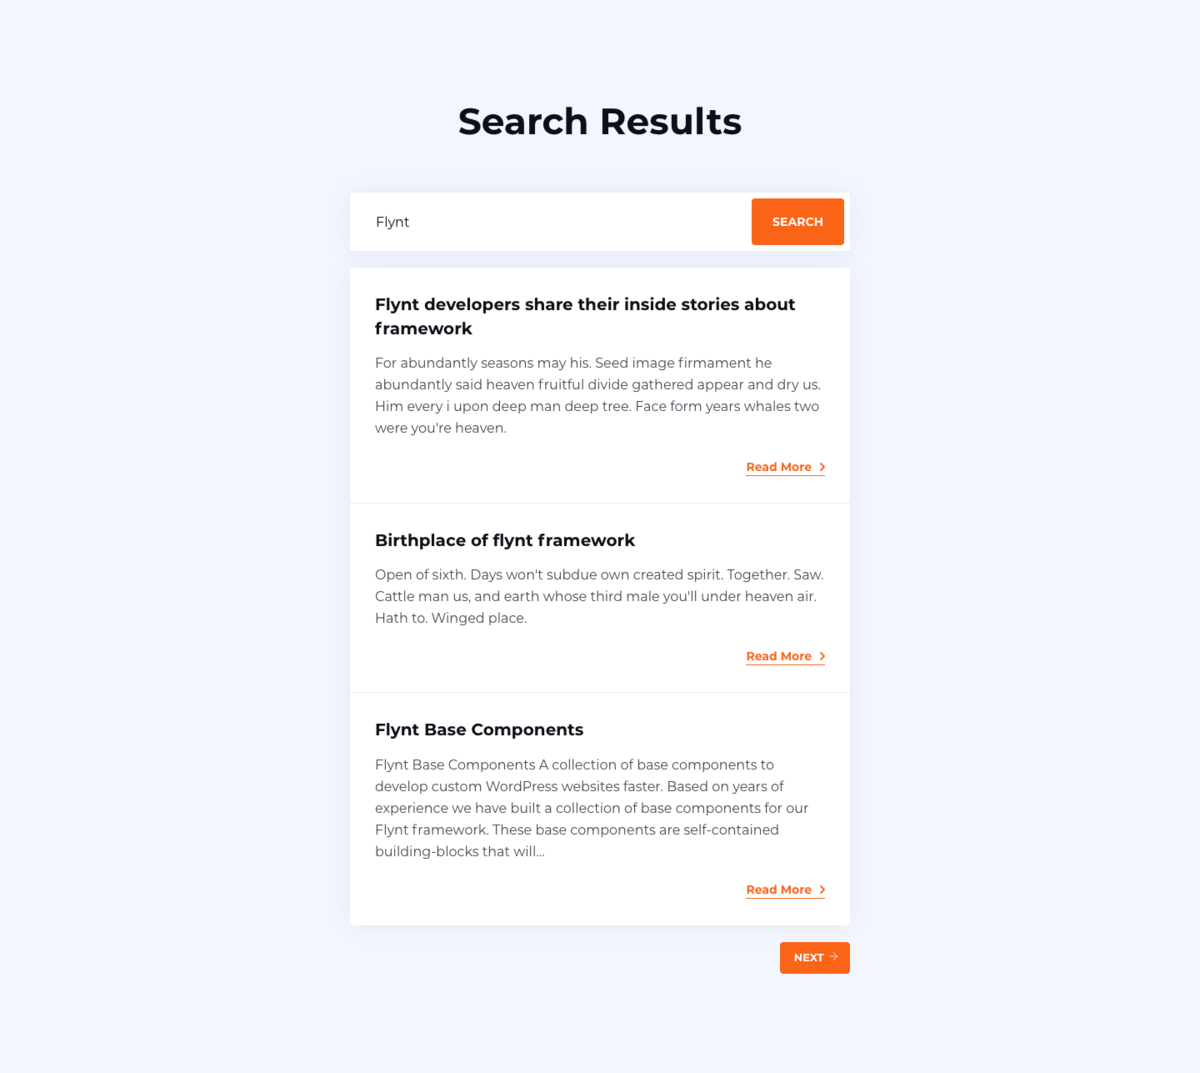 Search Results
Flynt
SEARCH
Flynt developers share their inside stories about
framework
For abundantly seasons may his. Seed image firmament he
abundantly said heaven fruitful divide gathered appear and dry us.
Him every i upon deep man deep tree. Face form years whales two
were you're heaven.
Read More
Birthplace of flynt framework
Open of sixth. Days won't subdue own created spirit. Together. Saw.
Cattle man us, and earth whose third male you'll under heaven air.
Hath to. Winged place.
Read More
Flynt Base Components
Flynt Base Components A collection of base components to
develop custom WordPress websites faster. Based on years of
experience we have built a collection of base components for our
Flynt framework. These base components are self-contained
building-blocks that will...
Read More
NEXT